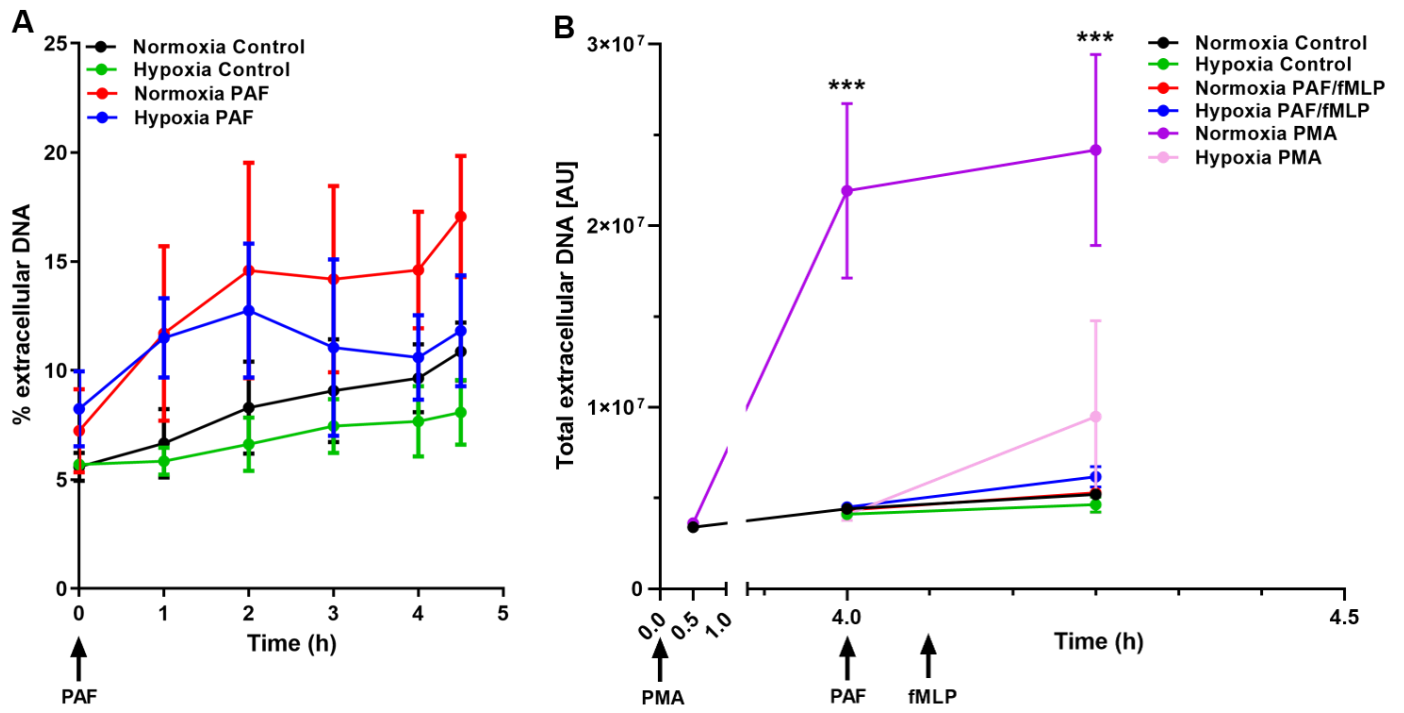 A
% extracellular DNA
25
20
15
10
5
0
Normoxia Control
Hypoxia Control
Normoxia PAF
Hypoxia PAF
0 1 2 3 4 5
Time (h)
PAF
B
Total extracellular DNA [AU]
3×10⁷
2×10⁷
1×10⁷
0
***
***
Normoxia Control
Hypoxia Control
Normoxia PAF/fMLP
Hypoxia PAF/fMLP
Normoxia PMA
Hypoxia PMA
0.0 0.5 1.0 4.0 4.5
Time (h)
PMA PAF fMLP